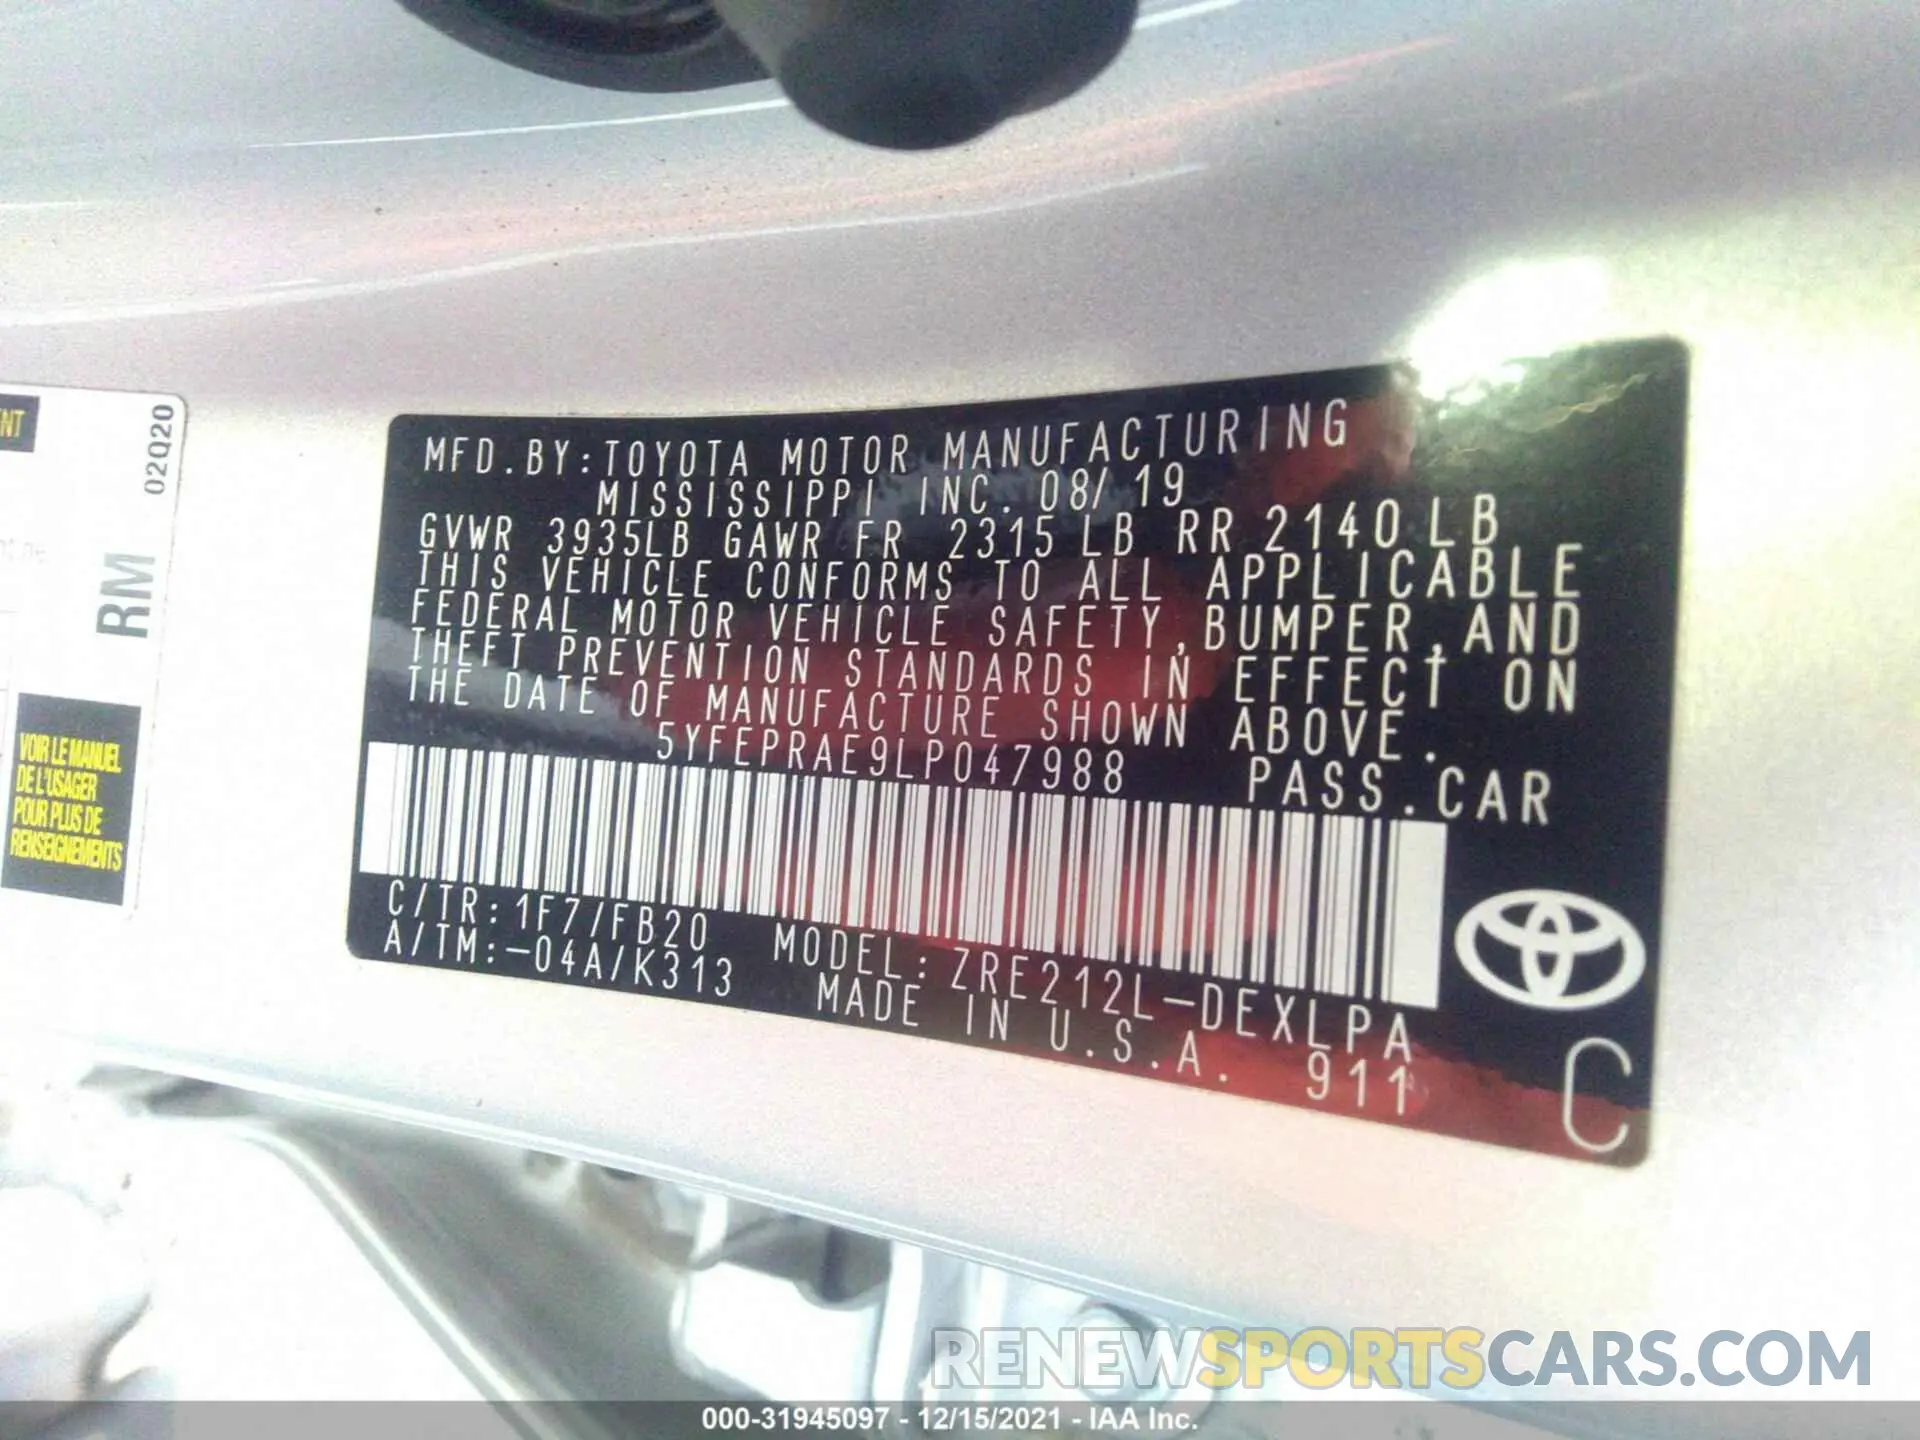 MFD.BY:TOYOTA MOTOR MANUFACTURING
MISSISSIPPI INC. 08/19
GVWR 3935LB GAWR FR 2315 LB RR 2140LB
THIS VEHICLE CONFORMS TO ALL APPLICABLE
FEDERAL MOTOR VEHICLE SAFETY,BUMPER,AND
THEFT PREVENTION STANDARDS IN EFFECT ON
THE DATE OF MANUFACTURE SHOWN ABOVE.
5YFEPRAE9LP047988 PASS.CAR
C/TR:1F7/FB20 MODEL:ZRE212L-DEXLPA
A/TM:-04A/K313 MADE IN U.S.A. 911
C
02Q20
RM
VOIR LE MANUEL
DE L'USAGER
POUR PLUS DE
RENSEIGNEMENTS
RENEWSPORTSCARS.COM
000-31945097 - 12/15/2021 - IAA Inc.